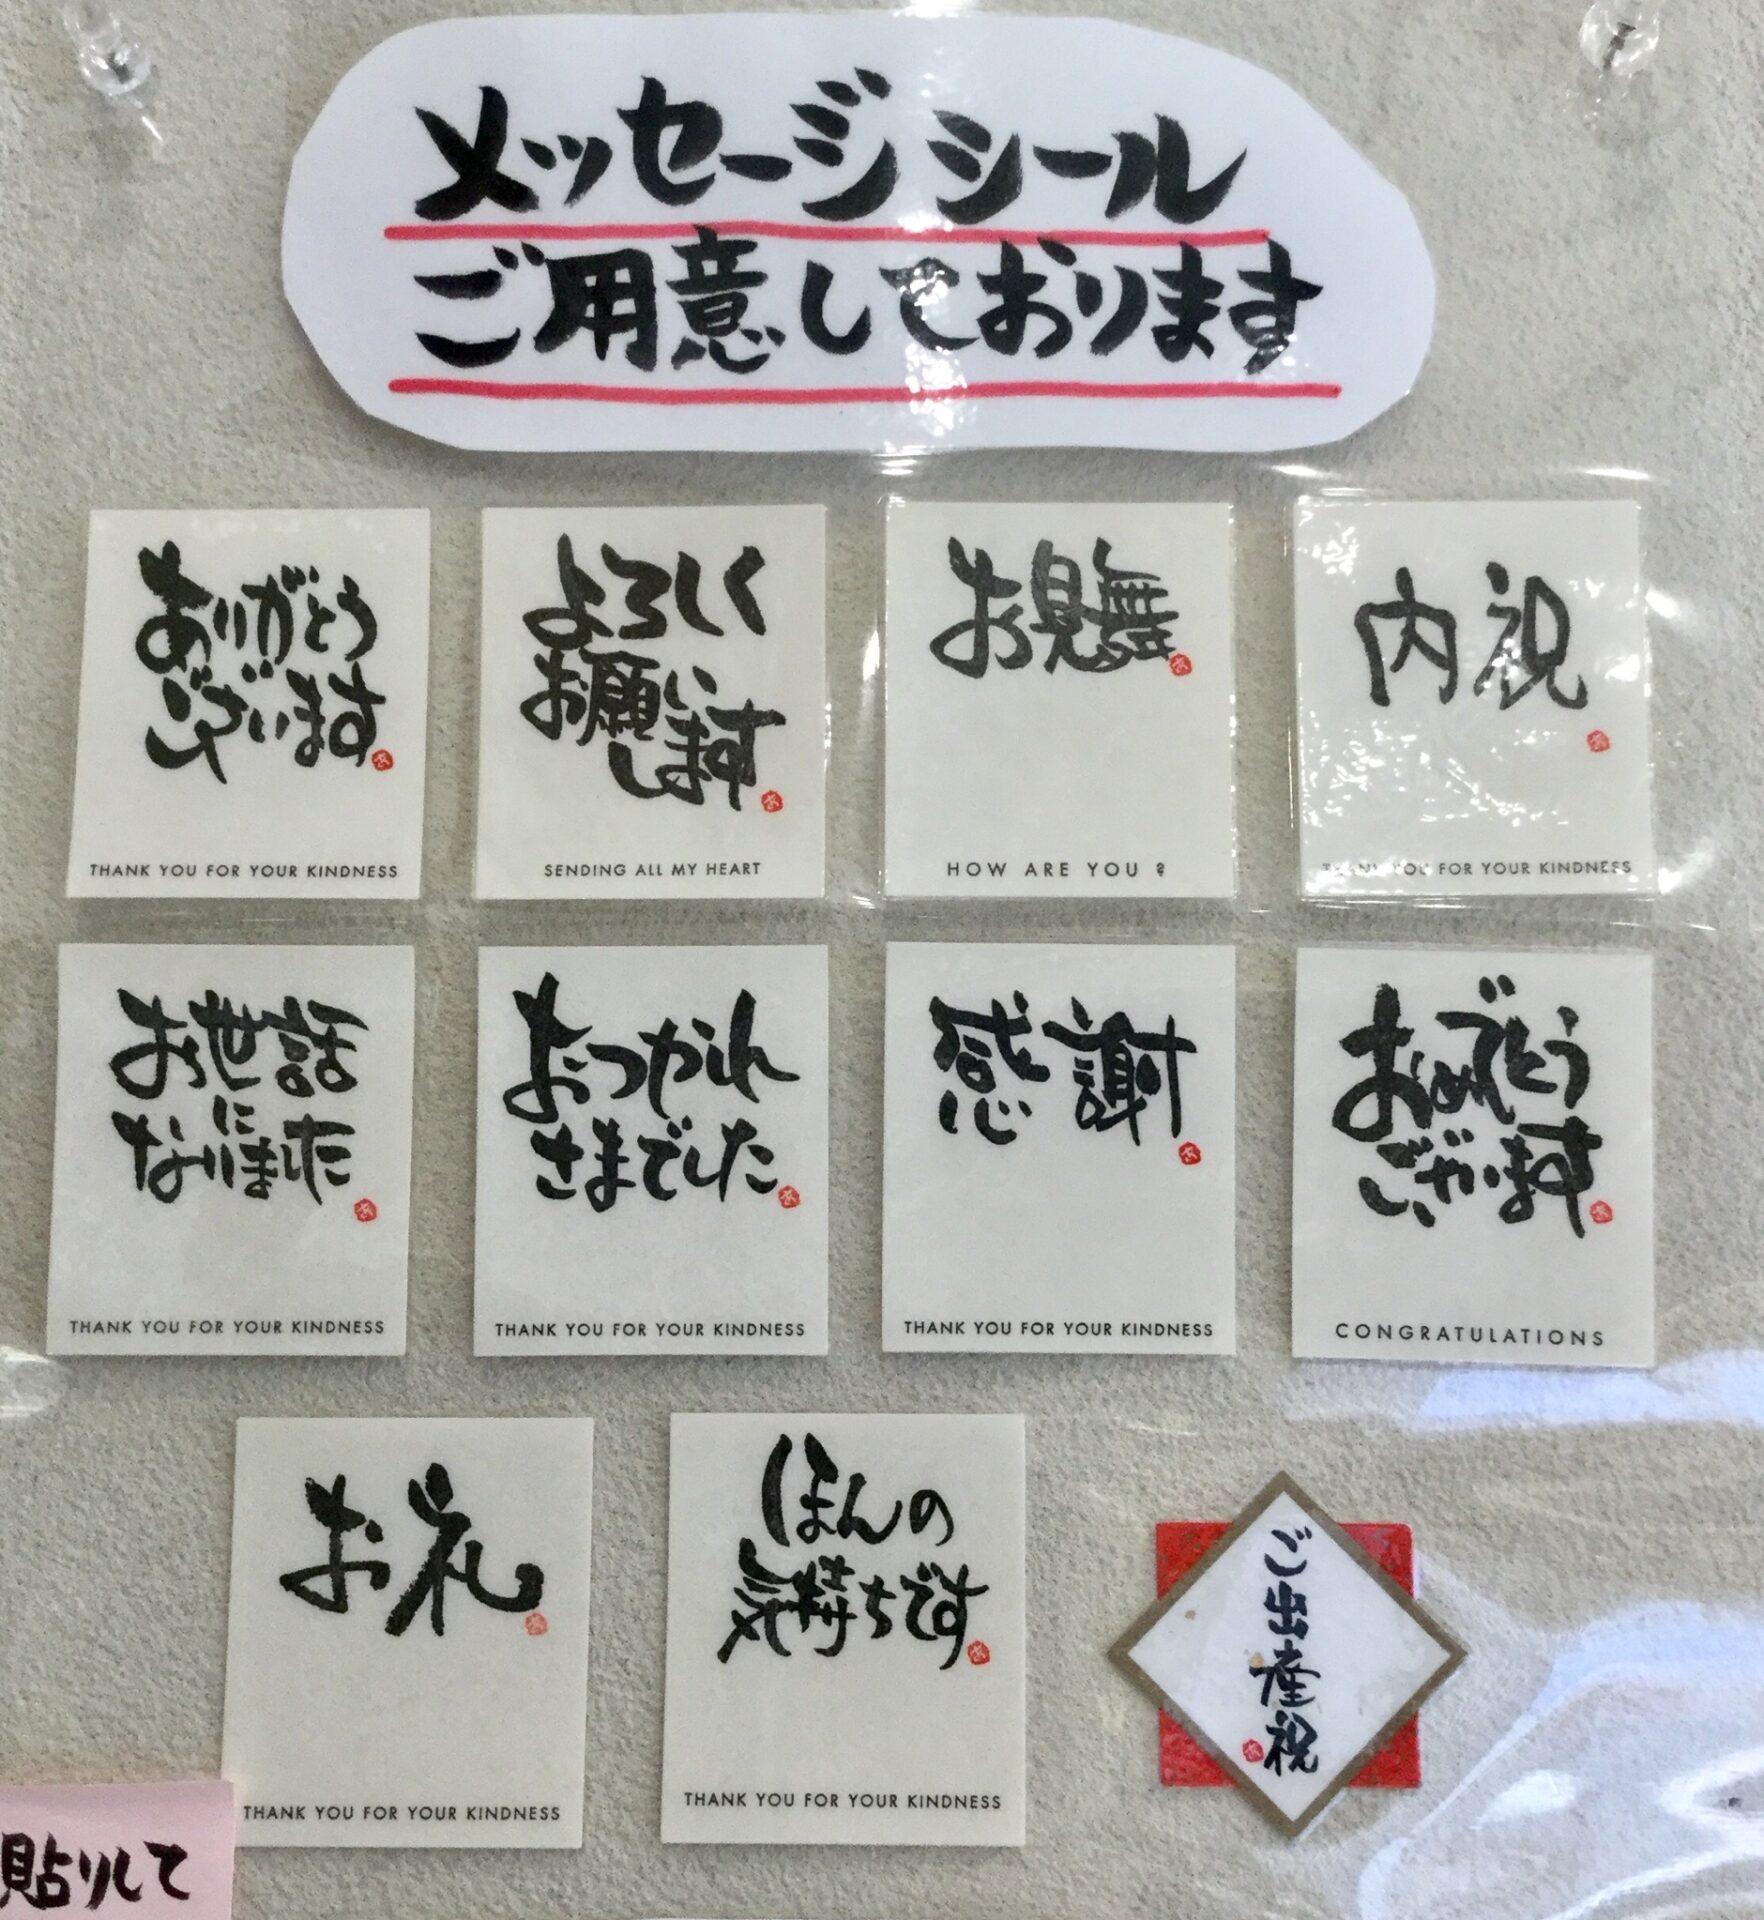 メッセージシール
ご用意しております
ありがとう
ございます
THANK YOU FOR YOUR KINDNESS
よろしく
お願い
します
SENDING ALL MY HEART
お見舞
HOW ARE YOU ?
内祝
THANK YOU FOR YOUR KINDNESS
お世話
に
なりました
THANK YOU FOR YOUR KINDNESS
おつかれ
さまでした
THANK YOU FOR YOUR KINDNESS
感謝
THANK YOU FOR YOUR KINDNESS
おめでとう
ございます
CONGRATULATIONS
お礼
THANK YOU FOR YOUR KINDNESS
ほんの
気持ちです
THANK YOU FOR YOUR KINDNESS
ご出産祝
貼りして